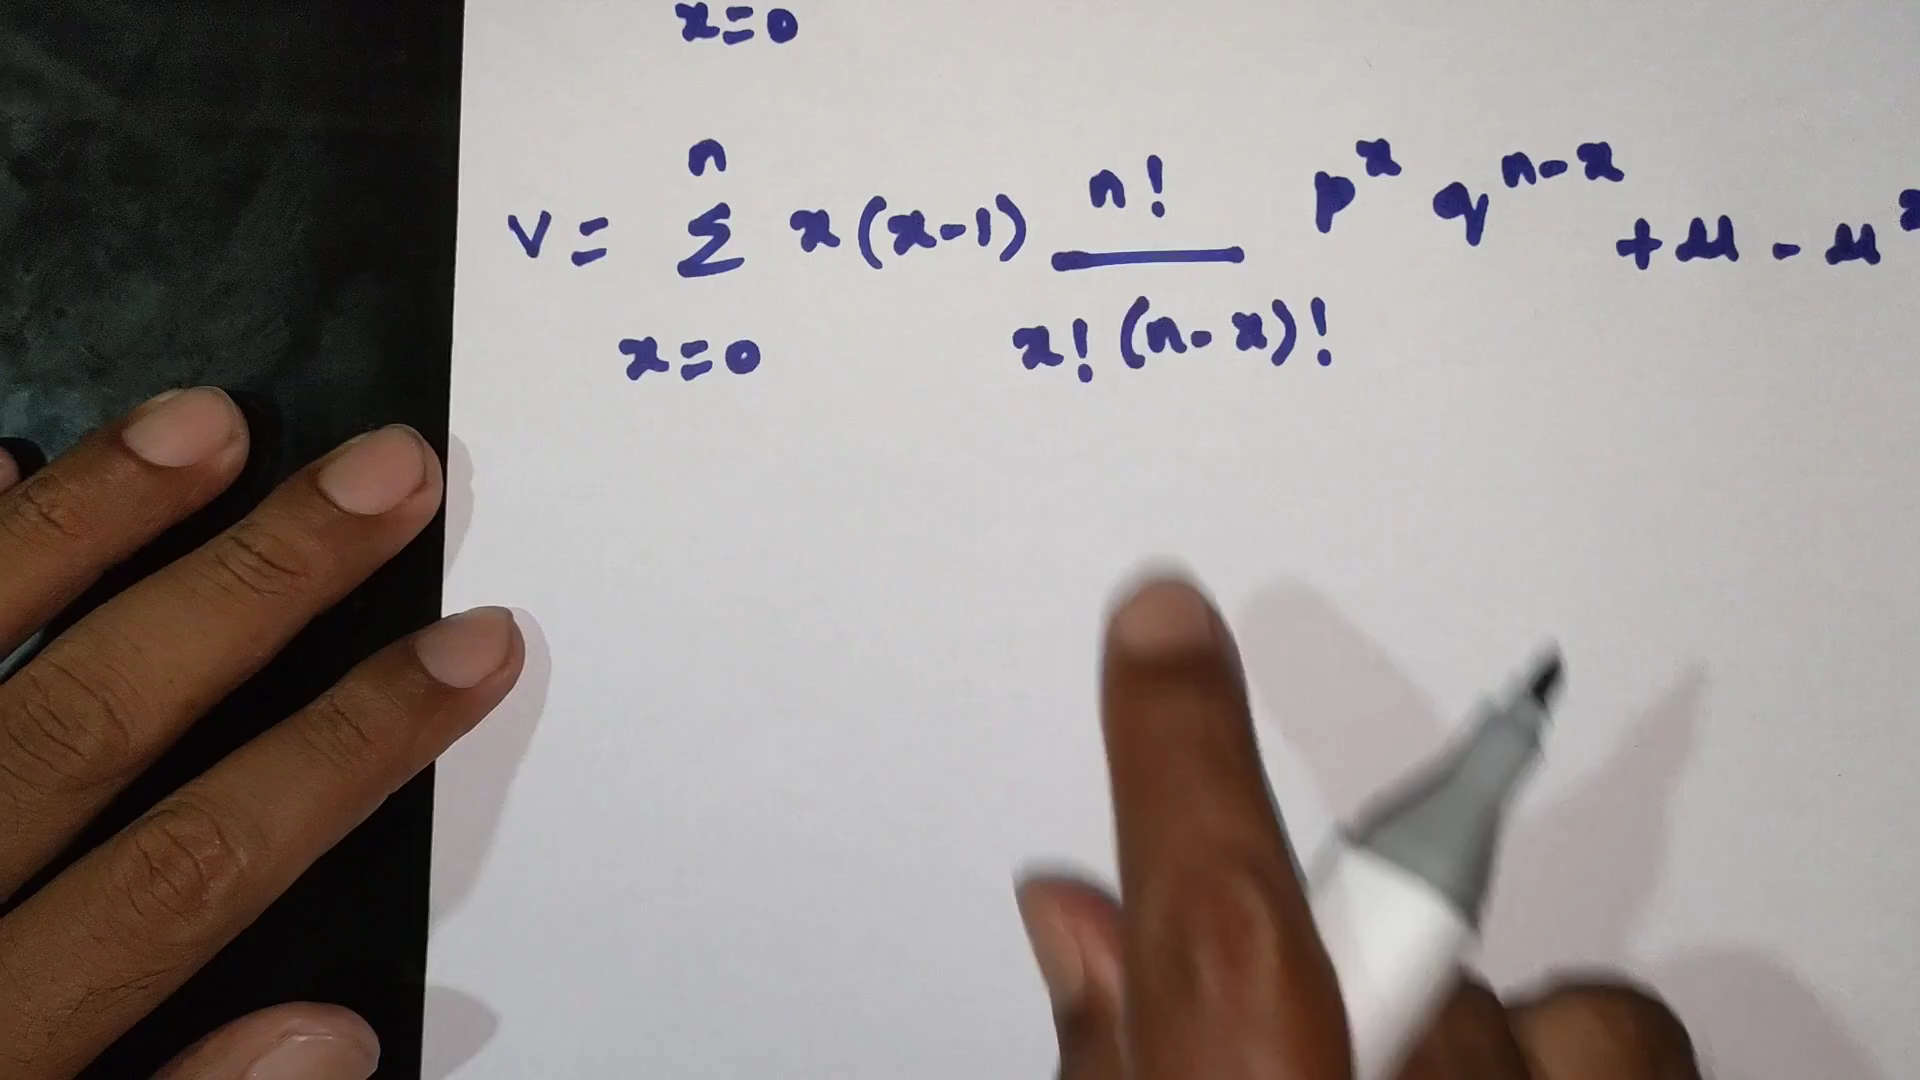 x=0
n
V = Σ x(x-1) n! / x!(n-x)! p^x q^(n-x) + μ - μ²
x=0